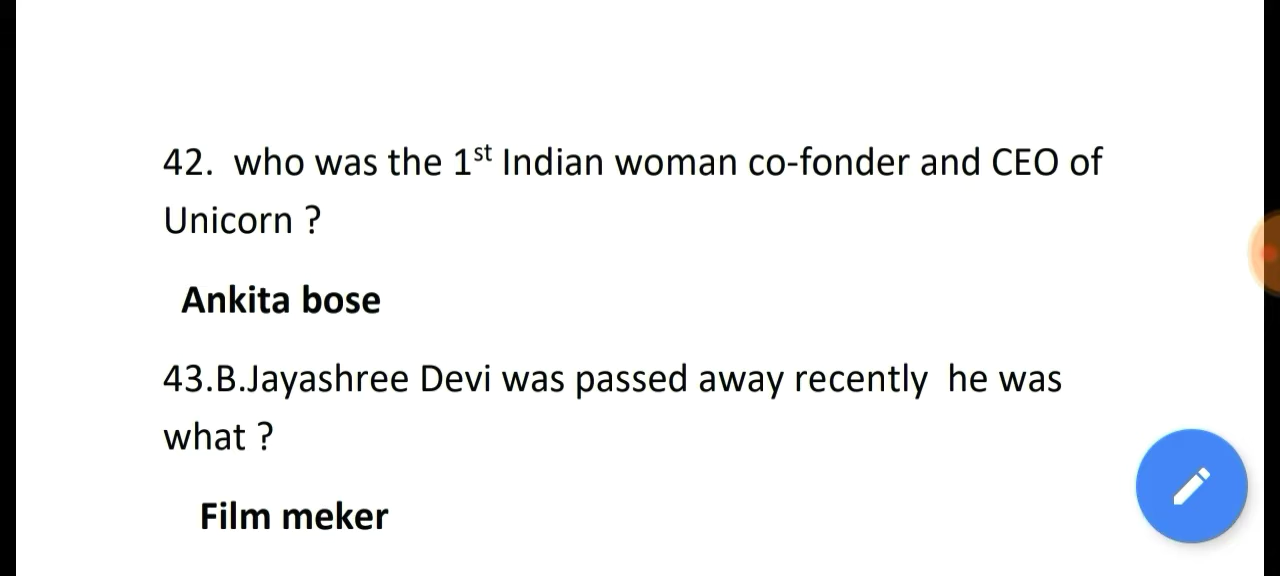 42.  who was the 1st Indian woman co-fonder and CEO of
Unicorn ?
Ankita bose
43.B.Jayashree Devi was passed away recently  he was
what ?
Film meker